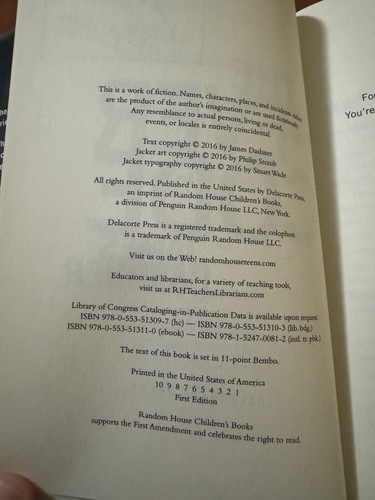 This is a work of fiction. Names, characters, places, and incidents either
are the product of the author's imagination or are used fictitiously.
Any resemblance to actual persons, living or dead,
events, or locales is entirely coincidental.
Text copyright © 2016 by James Dashner
Jacket art copyright © 2016 by Philip Straub
Jacket typography copyright © 2016 by Stuart Wade
All rights reserved. Published in the United States by Delacorte Press,
an imprint of Random House Children's Books,
a division of Penguin Random House LLC, New York.
Delacorte Press is a registered trademark and the colophon
is a trademark of Penguin Random House LLC.
Visit us on the Web! randomhouseteens.com
Educators and librarians, for a variety of teaching tools,
visit us at RHTeachersLibrarians.com
Library of Congress Cataloging-in-Publication Data is available upon request.
ISBN 978-0-553-51309-7 (hc) — ISBN 978-0-553-51310-3 (lib. bdg.)
ISBN 978-0-553-51311-0 (ebook) — ISBN 978-1-5247-0081-2 (intl. tr. pbk.)
The text of this book is set in 11-point Bembo.
Printed in the United States of America
10 9 8 7 6 5 4 3 2 1
First Edition
Random House Children's Books
supports the First Amendment and celebrates the right to read.
You're